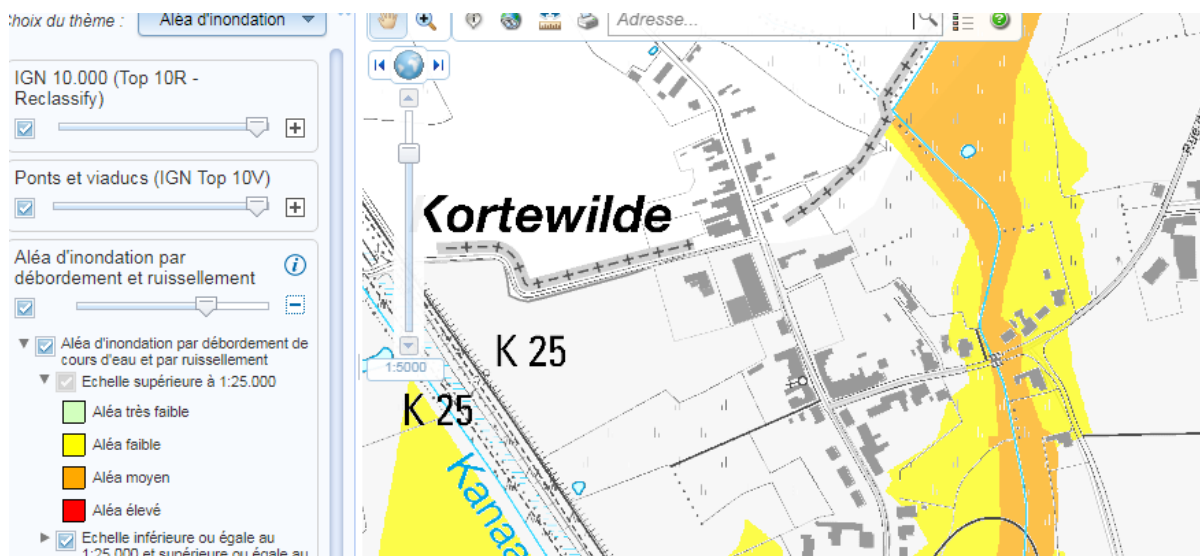 Choix du thème :
Aléa d'inondation
Adresse...
IGN 10.000 (Top 10R -
Reclassify)
Ponts et viaducs (IGN Top 10V)
Aléa d'inondation par
débordement et ruissellement
Aléa d'inondation par débordement de
cours d'eau et par ruissellement
Echelle supérieure à 1:25.000
Aléa très faible
Aléa faible
Aléa moyen
Aléa élevé
Echelle inférieure ou égale au
1:25.000 et supérieure ou égale au
1:5000
Kortewilde
K 25
K 25
Kanaa